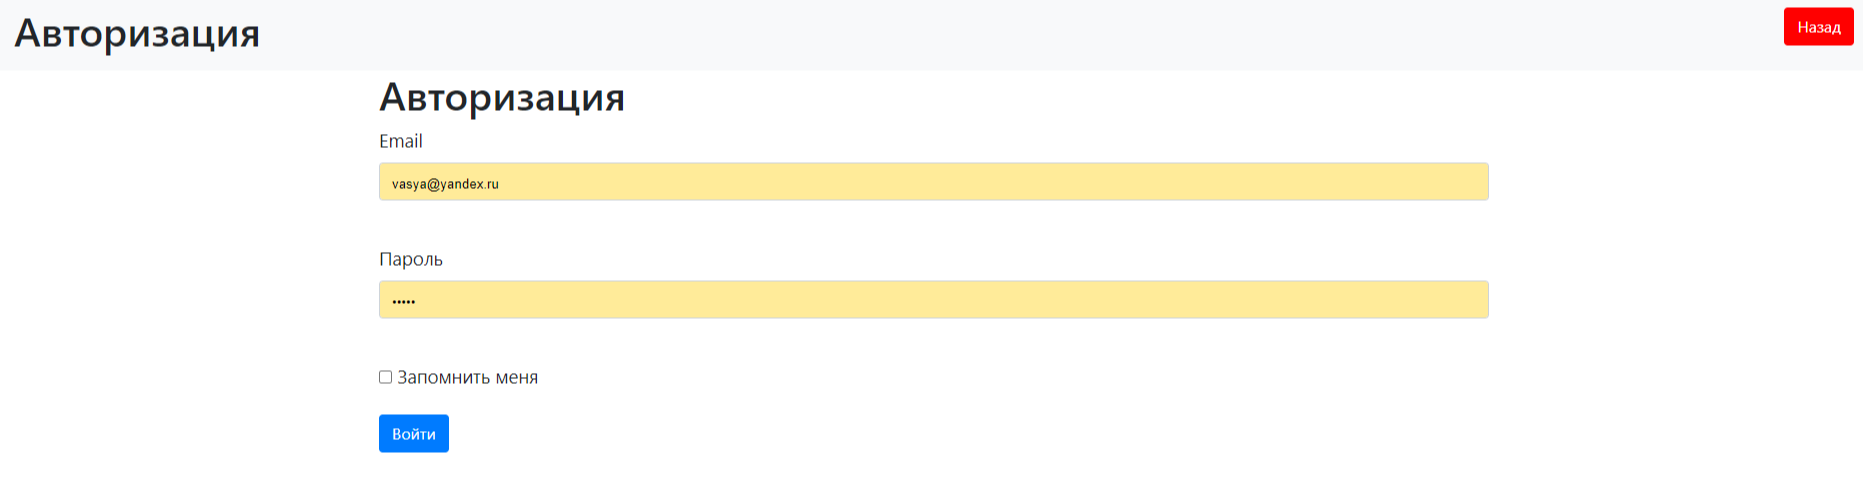 Авторизация
Назад
Авторизация
Email
vasya@yandex.ru
Пароль
•••••
Запомнить меня
Войти